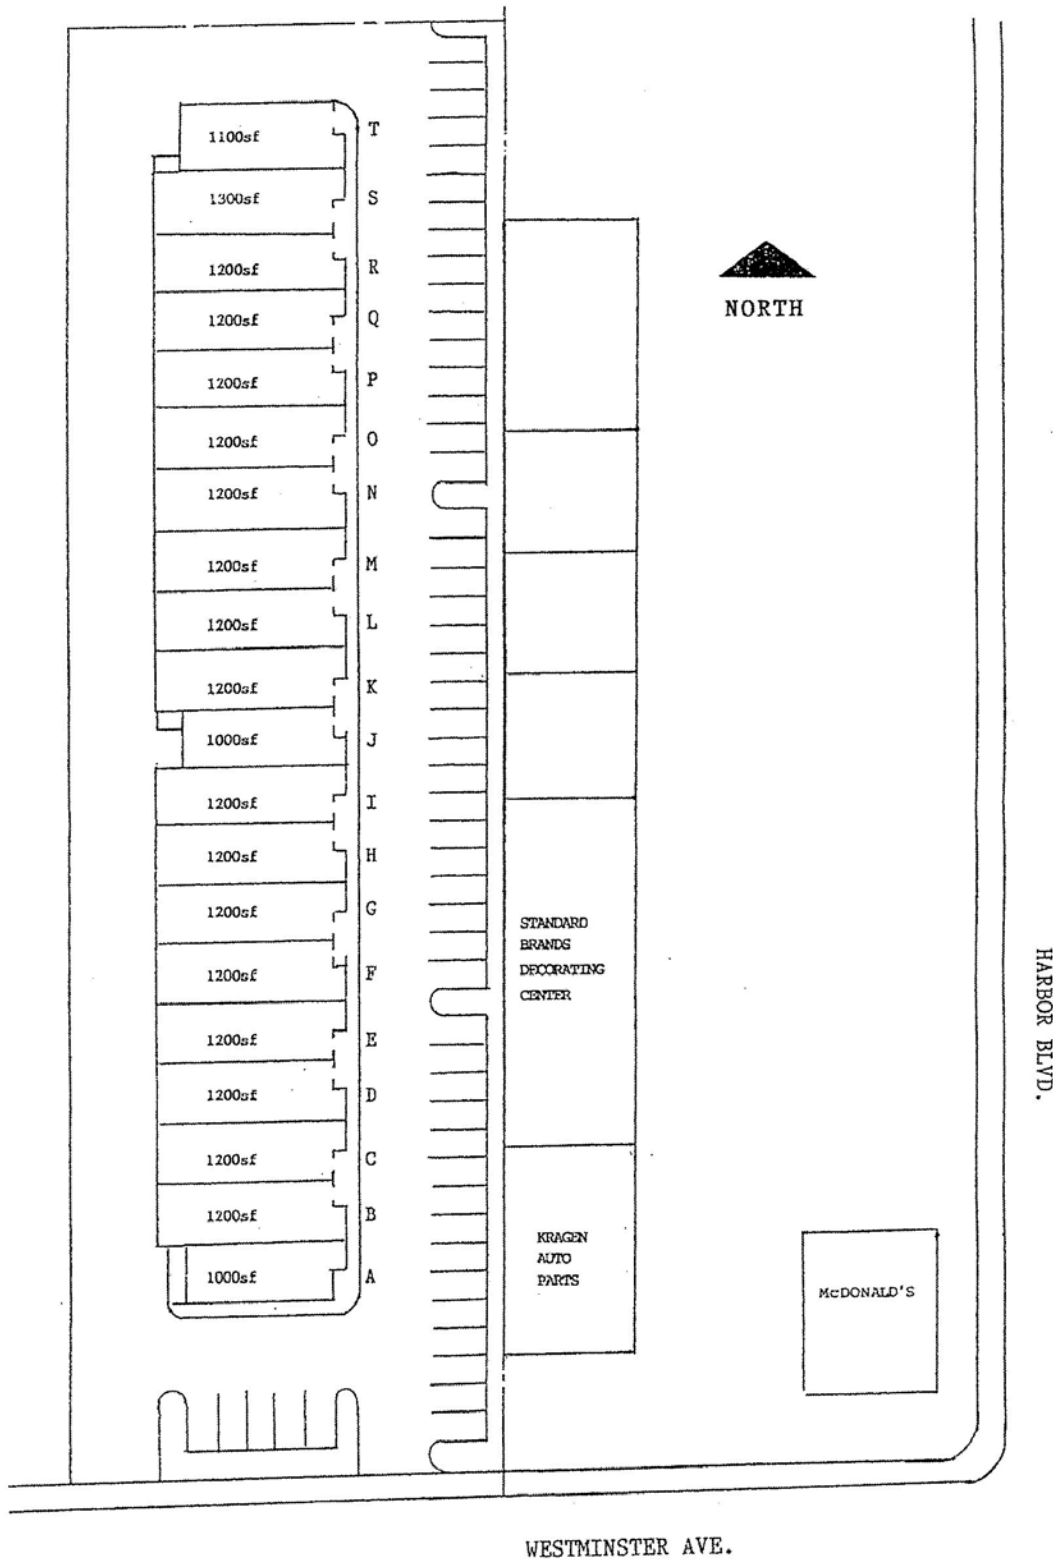 1100sf T
1300sf S
1200sf R
1200sf Q
1200sf P
1200sf O
1200sf N
1200sf M
1200sf L
1200sf K
1000sf J
1200sf I
1200sf H
1200sf G
1200sf F
1200sf E
1200sf D
1200sf C
1200sf B
1000sf A
NORTH
STANDARD
BRANDS
DECORATING
CENTER
KRAGEN
AUTO
PARTS
McDONALD'S
HARBOR BLVD.
WESTMINSTER AVE.